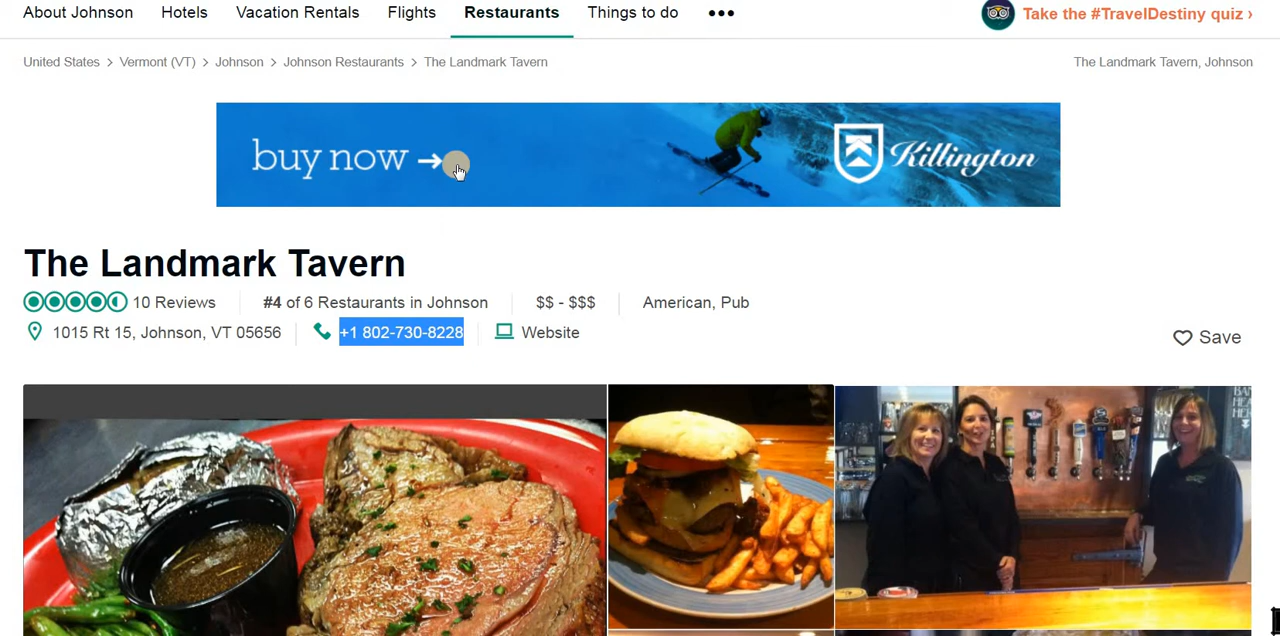 About Johnson Hotels Vacation Rentals Flights Restaurants Things to do ••• Take the #TravelDestiny quiz ›
United States > Vermont (VT) > Johnson > Johnson Restaurants > The Landmark Tavern The Landmark Tavern, Johnson
buy now → Killington
The Landmark Tavern
10 Reviews #4 of 6 Restaurants in Johnson $$ - $$$ American, Pub
1015 Rt 15, Johnson, VT 05656 +1 802-730-8228 Website
Save